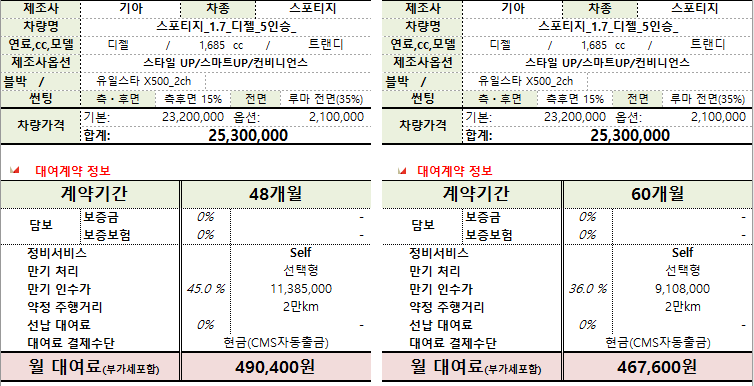 제조사 기아 차종 스포티지
차량명 스포티지_1.7_디젤_5인승_
연료,cc,모델 디젤 / 1,685 cc / 트랜디
제조사옵션 스타일 UP/스마트UP/컨비니언스
블박 / 유일스타 X500_2ch
썬팅 측·후면 측후면 15% 전면 루마 전면(35%)
차량가격 기본: 23,200,000 옵션: 2,100,000
합계: 25,300,000
대여계약 정보
계약기간 48개월
담보 보증금 0% -
보증보험 0% -
정비서비스 Self
만기 처리 선택형
만기 인수가 45.0 % 11,385,000
약정 주행거리 2만km
선납 대여료 0% -
대여료 결제수단 현금(CMS자동출금)
월 대여료(부가세포함) 490,400원
제조사 기아 차종 스포티지
차량명 스포티지_1.7_디젤_5인승_
연료,cc,모델 디젤 / 1,685 cc / 트랜디
제조사옵션 스타일 UP/스마트UP/컨비니언스
블박 / 유일스타 X500_2ch
썬팅 측·후면 측후면 15% 전면 루마 전면(35%)
차량가격 기본: 23,200,000 옵션: 2,100,000
합계: 25,300,000
대여계약 정보
계약기간 60개월
담보 보증금 0% -
보증보험 0% -
정비서비스 Self
만기 처리 선택형
만기 인수가 36.0 % 9,108,000
약정 주행거리 2만km
선납 대여료 0% -
대여료 결제수단 현금(CMS자동출금)
월 대여료(부가세포함) 467,600원